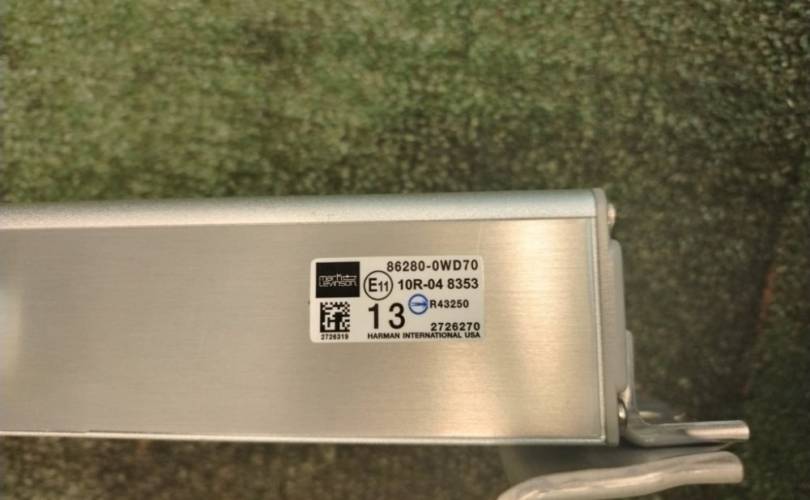 mark
levinson
86280-0WD70
E11 10R-04 8353
R43250
13
2726270
2726319
HARMAN INTERNATIONAL USA